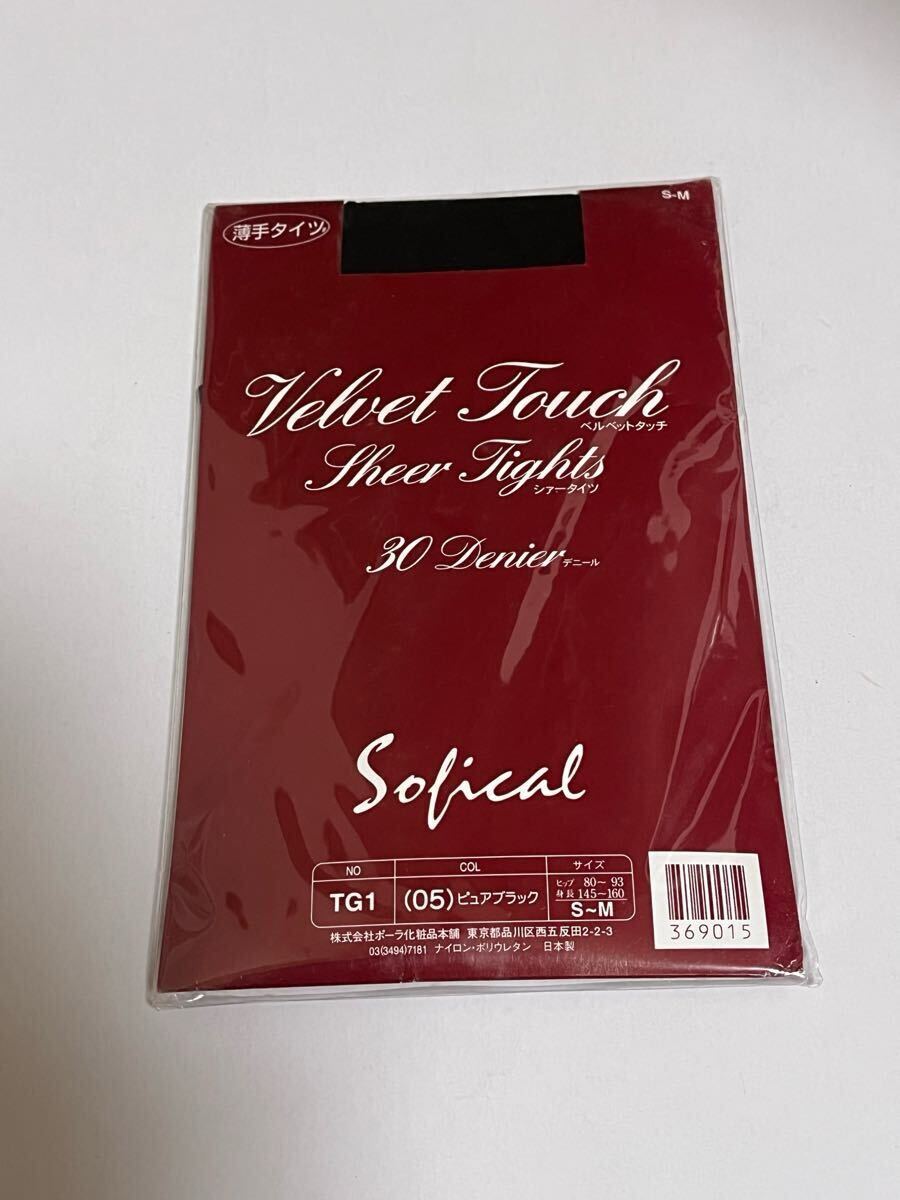 S~M
薄手タイツ
Velvet Touch
ベルベットタッチ
Sheer Tights
シアータイツ
30 Denier デニール
Sofical
NO COL サイズ
TG1 (05)ピュアブラック ヒップ 80~93
身長 145~160
S~M
株式会社ポーラ化粧品本舗 東京都品川区西五反田2-2-3
03(3494)7181 ナイロン・ポリウレタン 日本製
369015